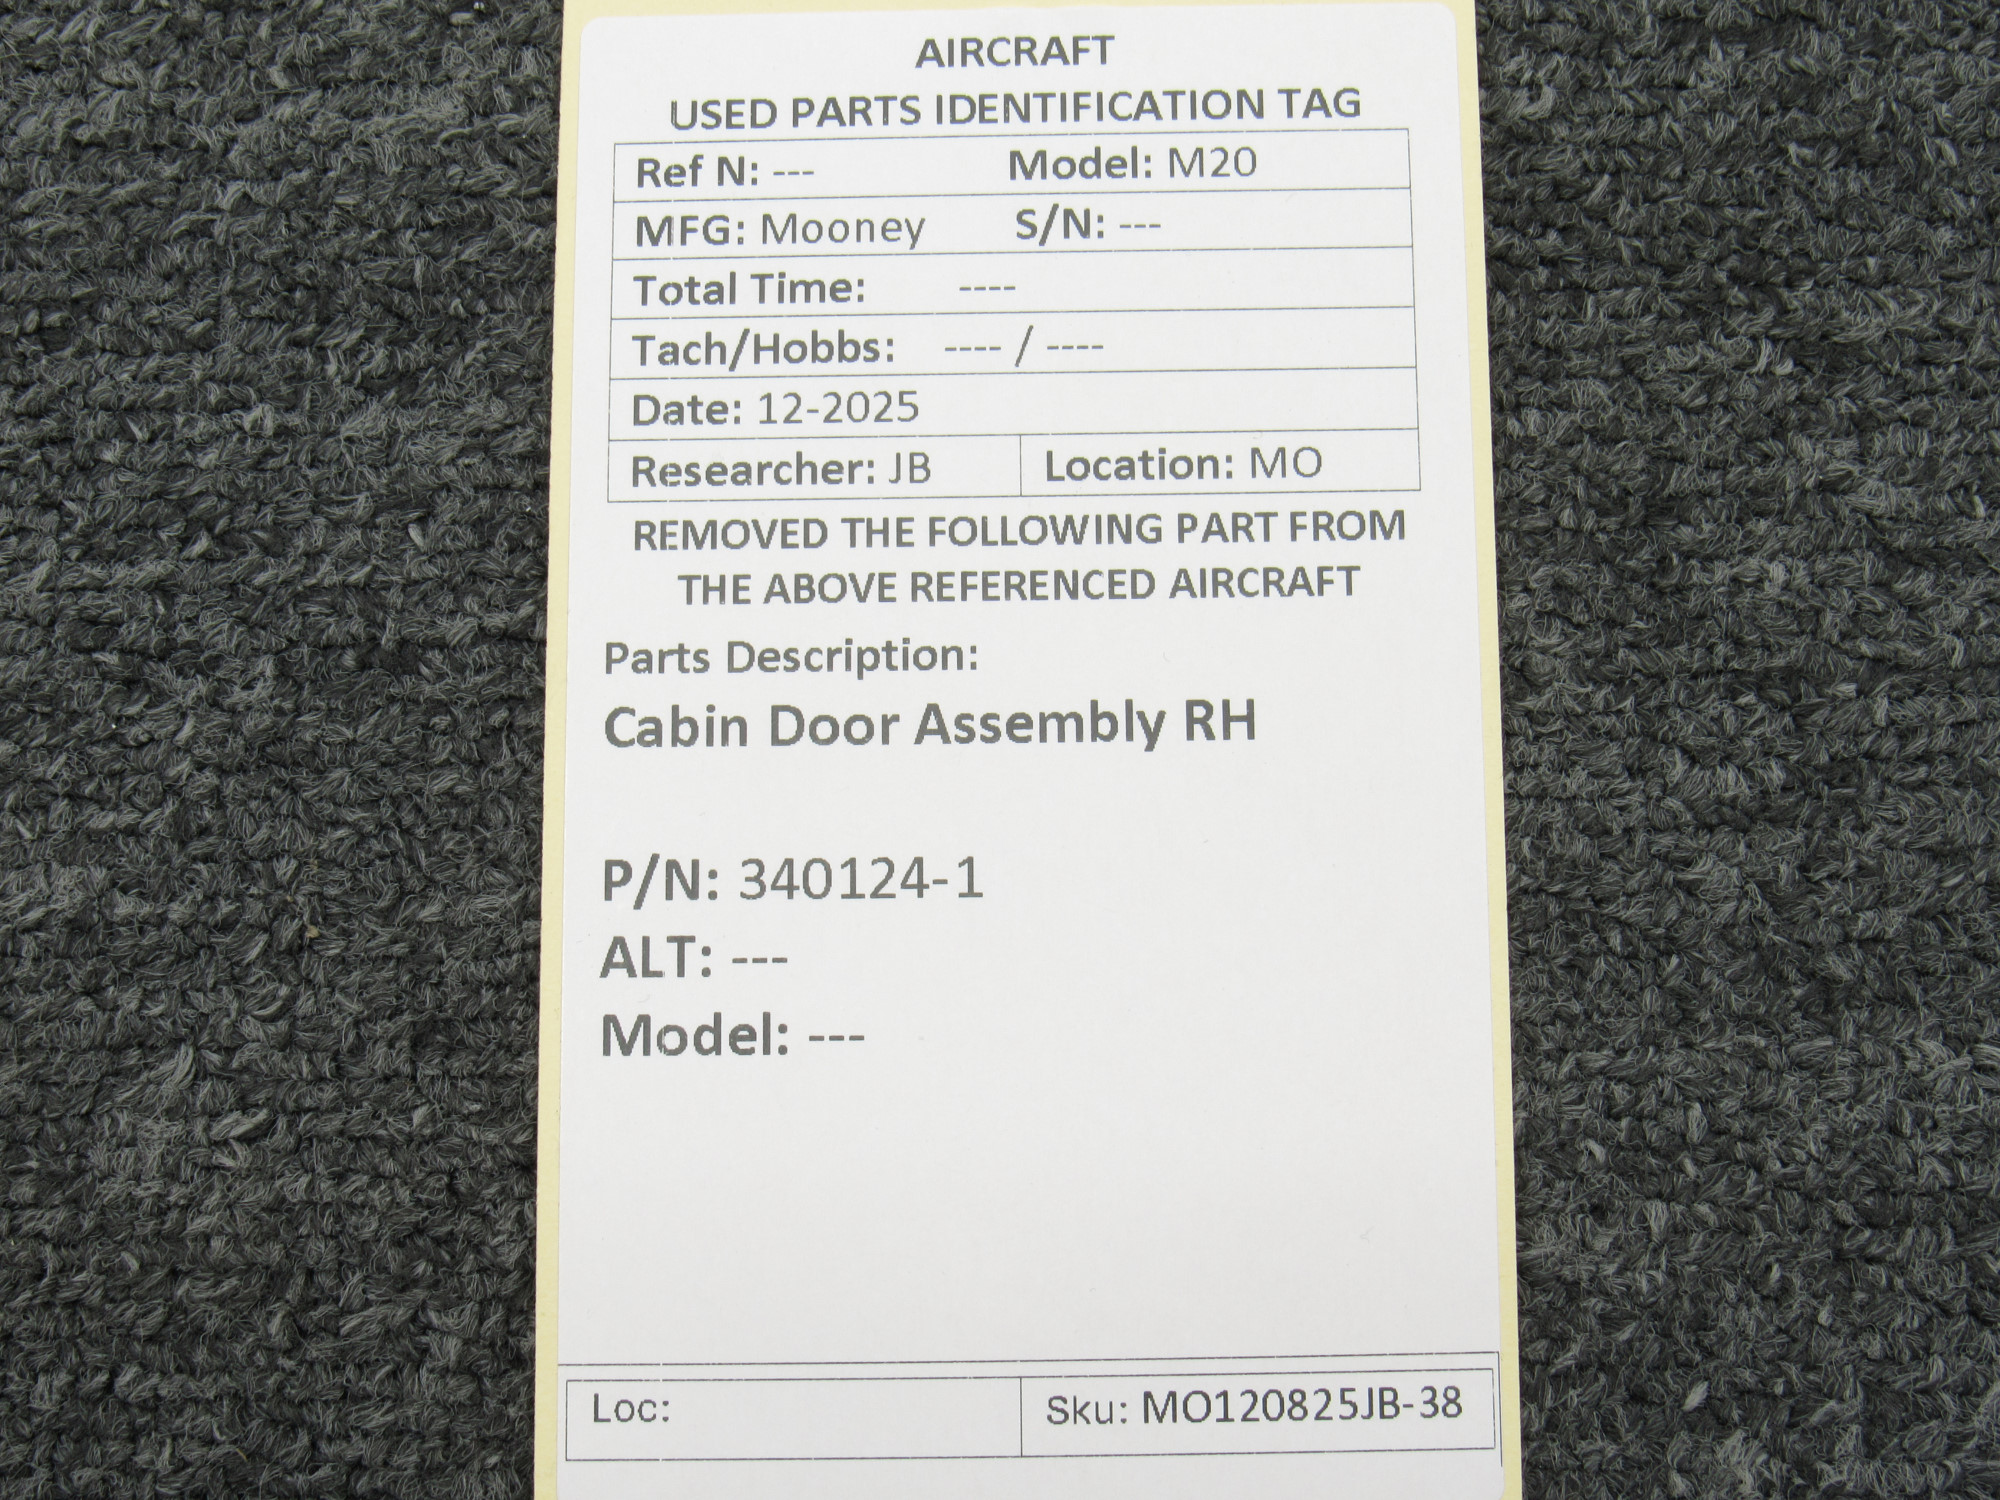 AIRCRAFT
USED PARTS IDENTIFICATION TAG
Ref N: --- Model: M20
MFG: Mooney S/N: ---
Total Time: ----
Tach/Hobbs: ---- / ----
Date: 12-2025
Researcher: JB Location: MO
REMOVED THE FOLLOWING PART FROM
THE ABOVE REFERENCED AIRCRAFT
Parts Description:
Cabin Door Assembly RH
P/N: 340124-1
ALT: ---
Model: ---
Loc: Sku: MO120825JB-38